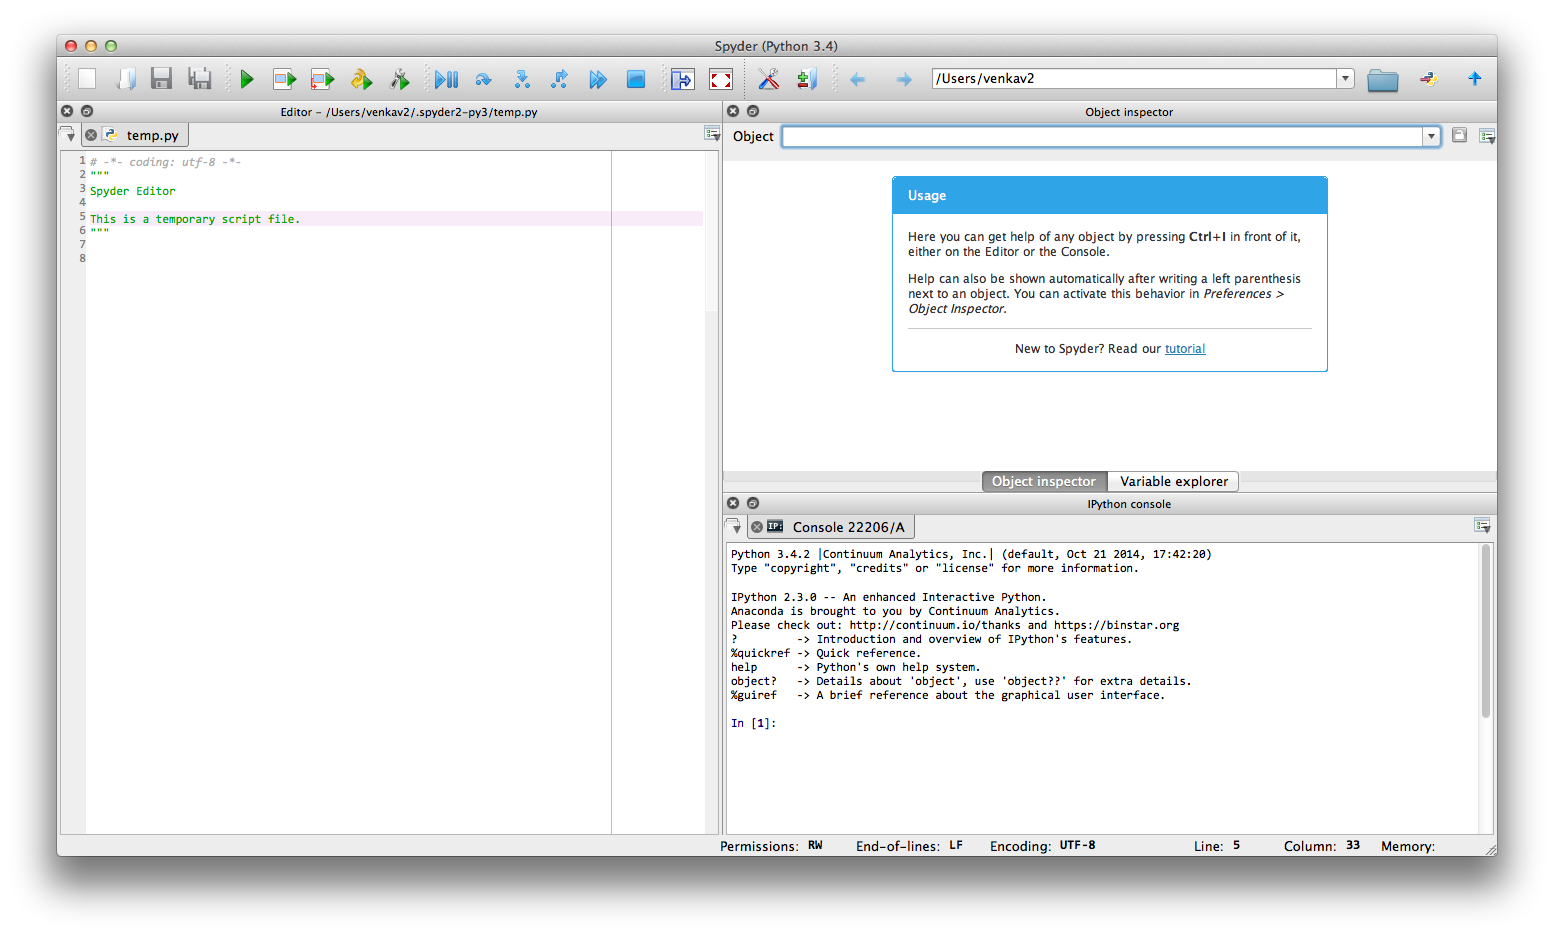 Spyder (Python 3.4)
/Users/venkav2
Editor - /Users/venkav2/.spyder2-py3/temp.py
temp.py
1 # -*- coding: utf-8 -*-
2 """
3 Spyder Editor
4
5 This is a temporary script file.
6 """
7
8
Object inspector
Object
Usage
Here you can get help of any object by pressing Ctrl+I in front of it,
either on the Editor or the Console.
Help can also be shown automatically after writing a left parenthesis
next to an object. You can activate this behavior in Preferences >
Object Inspector.
New to Spyder? Read our tutorial
Object inspector Variable explorer
IPython console
IP: Console 22206/A
Python 3.4.2 |Continuum Analytics, Inc.| (default, Oct 21 2014, 17:42:20)
Type "copyright", "credits" or "license" for more information.
IPython 2.3.0 -- An enhanced Interactive Python.
Anaconda is brought to you by Continuum Analytics.
Please check out: http://continuum.io/thanks and https://binstar.org
? -> Introduction and overview of IPython's features.
%quickref -> Quick reference.
help -> Python's own help system.
object? -> Details about 'object', use 'object??' for extra details.
%guiref -> A brief reference about the graphical user interface.
In [1]:
Permissions: RW End-of-lines: LF Encoding: UTF-8 Line: 5 Column: 33 Memory: